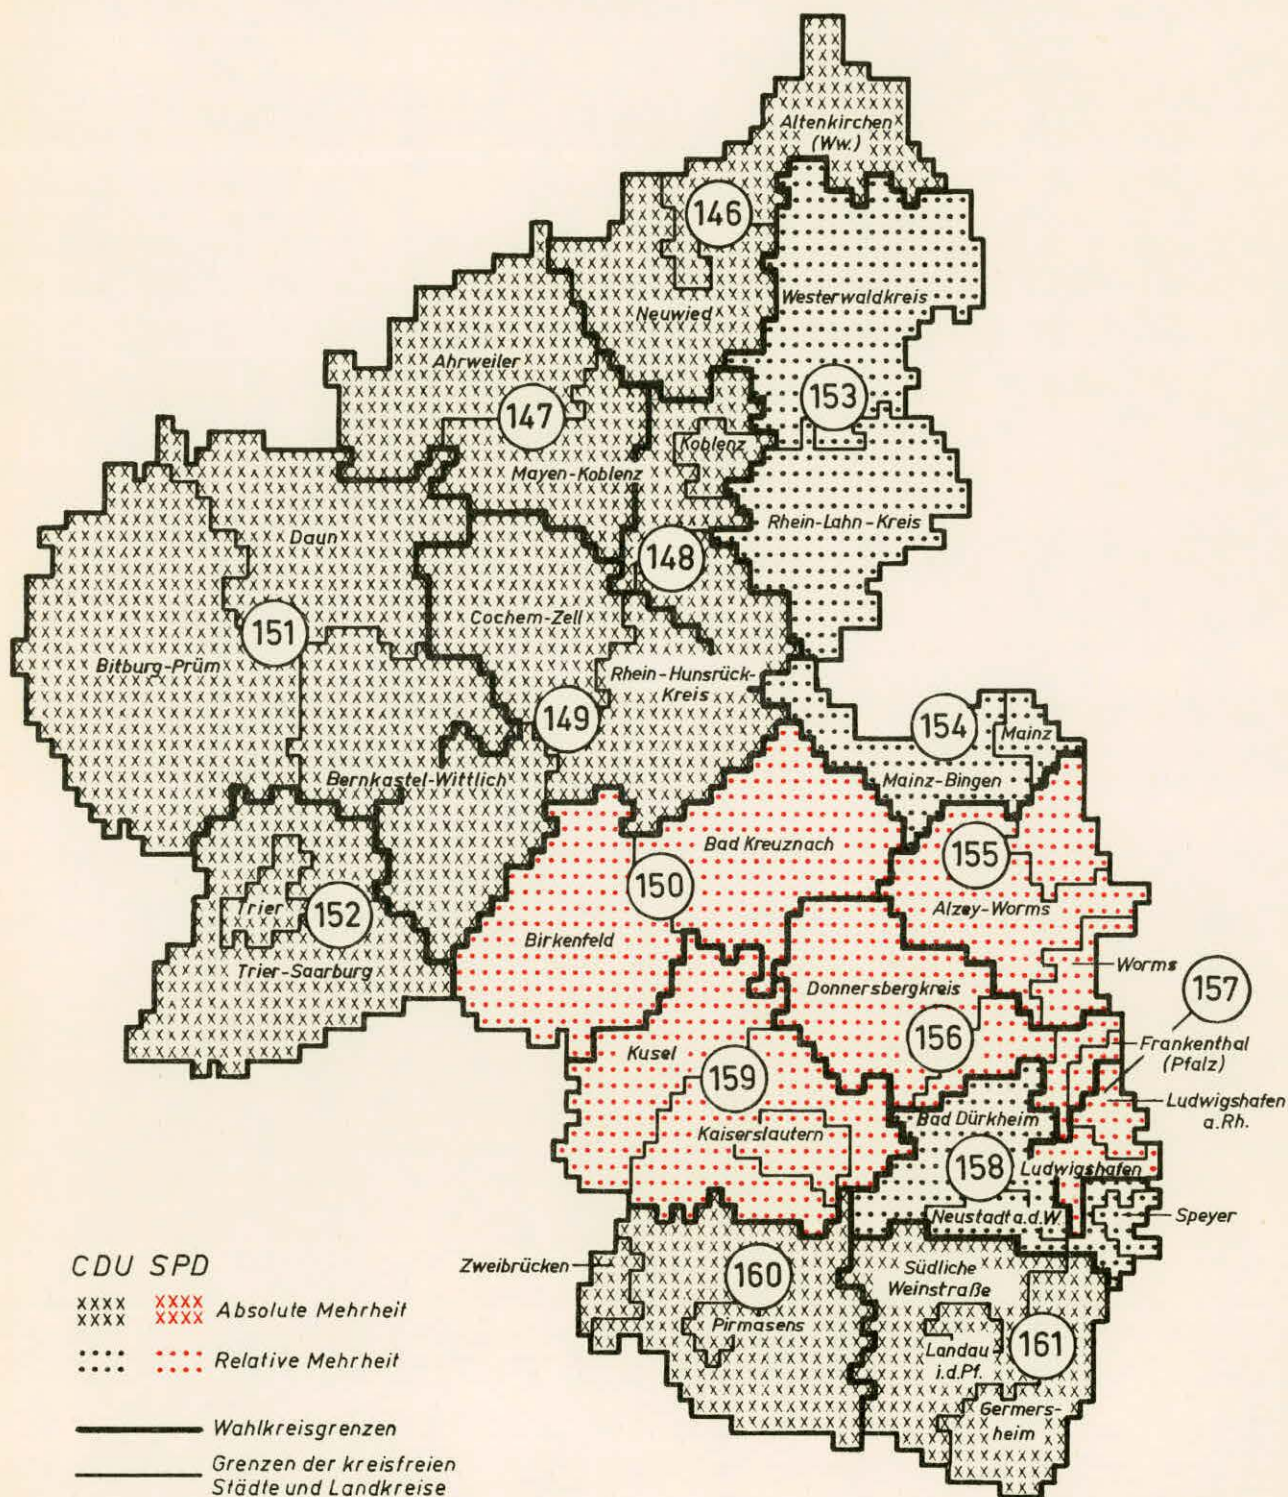 Altenkirchen
(Ww.)
146
Westerwaldkreis
Neuwied
Ahrweiler
153
147
Koblenz
Mayen-Koblenz
Rhein-Lahn-Kreis
Daun
148
Cochem-Zell
151
Bitburg-Prüm
Rhein-Hunsrück-
Kreis
149
154
Mainz
Bernkastel-Wittlich
Mainz-Bingen
Bad Kreuznach
155
150
Trier
152
Alzey-Worms
Birkenfeld
Trier-Saarburg
Worms
Donnersbergkreis
157
156
Kusel
Frankenthal
(Pfalz)
159
Ludwigshafen
a.Rh.
Bad Dürkheim
Kaiserslautern
158
Ludwigshafen
Neustadt a.d.W.
Speyer
Zweibrücken
160
Südliche
Weinstraße
Pirmasens
Landau
i.d.Pf.
161
Germers-
heim
CDU SPD
XXXX XXXX Absolute Mehrheit
XXXX XXXX
Relative Mehrheit
Wahlkreisgrenzen
Grenzen der kreisfreien
Städte und Landkreise